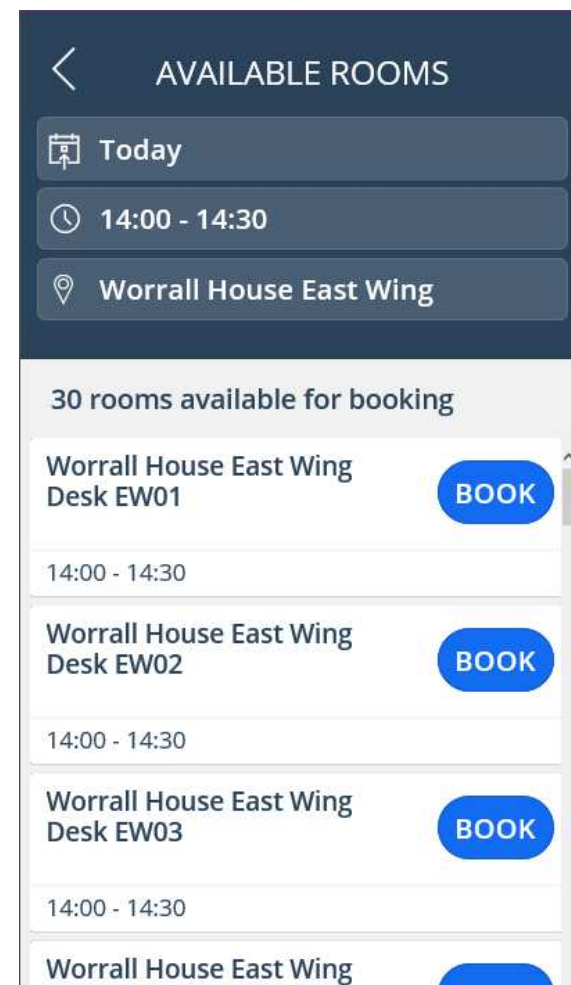 AVAILABLE ROOMS
Today
14:00 - 14:30
Worrall House East Wing
30 rooms available for booking
Worrall House East Wing
Desk EW01
BOOK
14:00 - 14:30
Worrall House East Wing
Desk EW02
BOOK
14:00 - 14:30
Worrall House East Wing
Desk EW03
BOOK
14:00 - 14:30
Worrall House East Wing